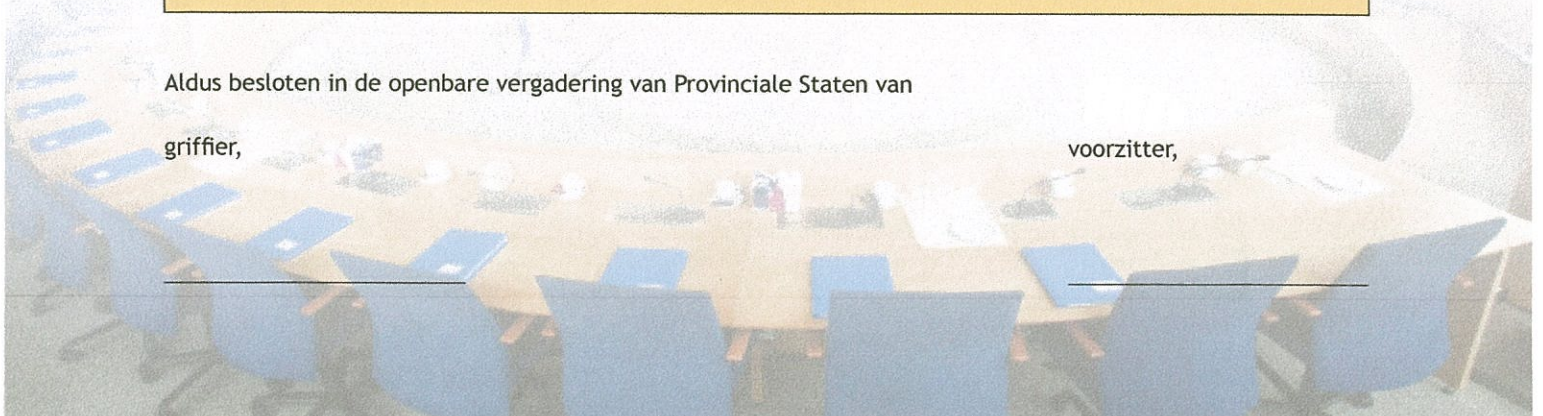 Aldus besloten in de openbare vergadering van Provinciale Staten van
griffier,
voorzitter,